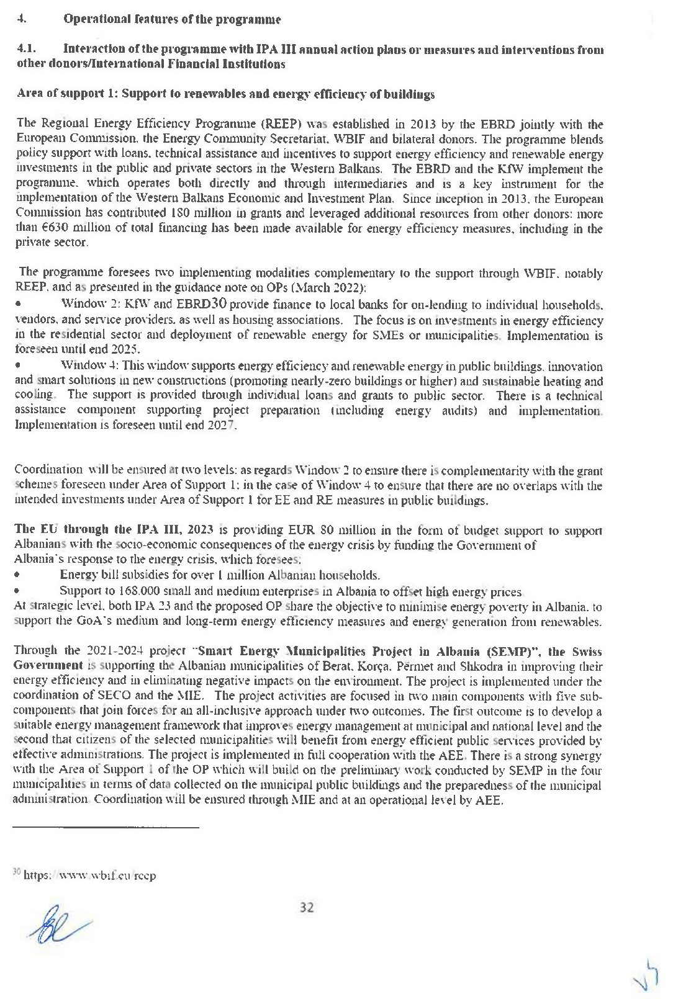 4. Operational features of the programme
4.1. Interaction of the programme with IPA III annual action plans or measures and interventions from
other donors/International Financial Institutions
Area of support 1: Support to renewables and energy efficiency of buildings
The Regional Energy Efficiency Programme (REEP) was established in 2013 by the EBRD jointly with the
European Commission, the Energy Community Secretariat, WBIF and bilateral donors. The programme blends
policy support with loans, technical assistance and incentives to support energy efficiency and renewable energy
investments in the public and private sectors in the Western Balkans. The EBRD and the KfW implement the
programme, which operates both directly and through intermediaries and is a key instrument for the
implementation of the Western Balkans Economic and Investment Plan. Since inception in 2013, the European
Commission has contributed 180 million in grants and leveraged additional resources from other donors: more
than €630 million of total financing has been made available for energy efficiency measures, including in the
private sector.
The programme foresees two implementing modalities complementary to the support through WBIF, notably
REEP, and as presented in the guidance note on OPs (March 2022):
• Window 2: KfW and EBRD30 provide finance to local banks for on-lending to individual households,
vendors, and service providers, as well as housing associations. The focus is on investments in energy efficiency
in the residential sector and deployment of renewable energy for SMEs or municipalities. Implementation is
foreseen until end 2025.
• Window 4: This window supports energy efficiency and renewable energy in public buildings, innovation
and smart solutions in new constructions (promoting nearly-zero buildings or higher) and sustainable heating and
cooling. The support is provided through individual loans and grants to public sector. There is a technical
assistance component supporting project preparation (including energy audits) and implementation.
Implementation is foreseen until end 2027.
Coordination will be ensured at two levels: as regards Window 2 to ensure there is complementarity with the grant
schemes foreseen under Area of Support 1; in the case of Window 4 to ensure that there are no overlaps with the
intended investments under Area of Support 1 for EE and RE measures in public buildings.
The EU through the IPA III, 2023 is providing EUR 80 million in the form of budget support to support
Albanians with the socio-economic consequences of the energy crisis by funding the Government of
Albania's response to the energy crisis, which foresees:
• Energy bill subsidies for over 1 million Albanian households.
• Support to 168,000 small and medium enterprises in Albania to offset high energy prices.
At strategic level, both IPA 23 and the proposed OP share the objective to minimise energy poverty in Albania, to
support the GoA's medium and long-term energy efficiency measures and energy generation from renewables.
Through the 2021-2024 project "Smart Energy Municipalities Project in Albania (SEMP)", the Swiss
Government is supporting the Albanian municipalities of Berat, Korça, Përmet and Shkodra in improving their
energy efficiency and in eliminating negative impacts on the environment. The project is implemented under the
coordination of SECO and the MIE. The project activities are focused in two main components with five sub-
components that join forces for an all-inclusive approach under two outcomes. The first outcome is to develop a
suitable energy management framework that improves energy management at municipal and national level and the
second that citizens of the selected municipalities will benefit from energy efficient public services provided by
effective administrations. The project is implemented in full cooperation with the AEE. There is a strong synergy
with the Area of Support 1 of the OP which will build on the preliminary work conducted by SEMP in the four
municipalities in terms of data collected on the municipal public buildings and the preparedness of the municipal
administration. Coordination will be ensured through MIE and at an operational level by AEE.
30 https://www.wbif.eu/reep
32